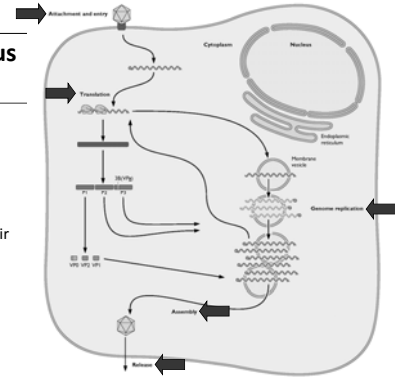 Attachment and entry
us
Cytoplasm
Nucleus
Translation
Endoplasmic
reticulum
Membrane
vesicle
3B(VPg)
P1 P2 P3
Genome replication
ir
VP0 VP3 VP1
Assembly
Release